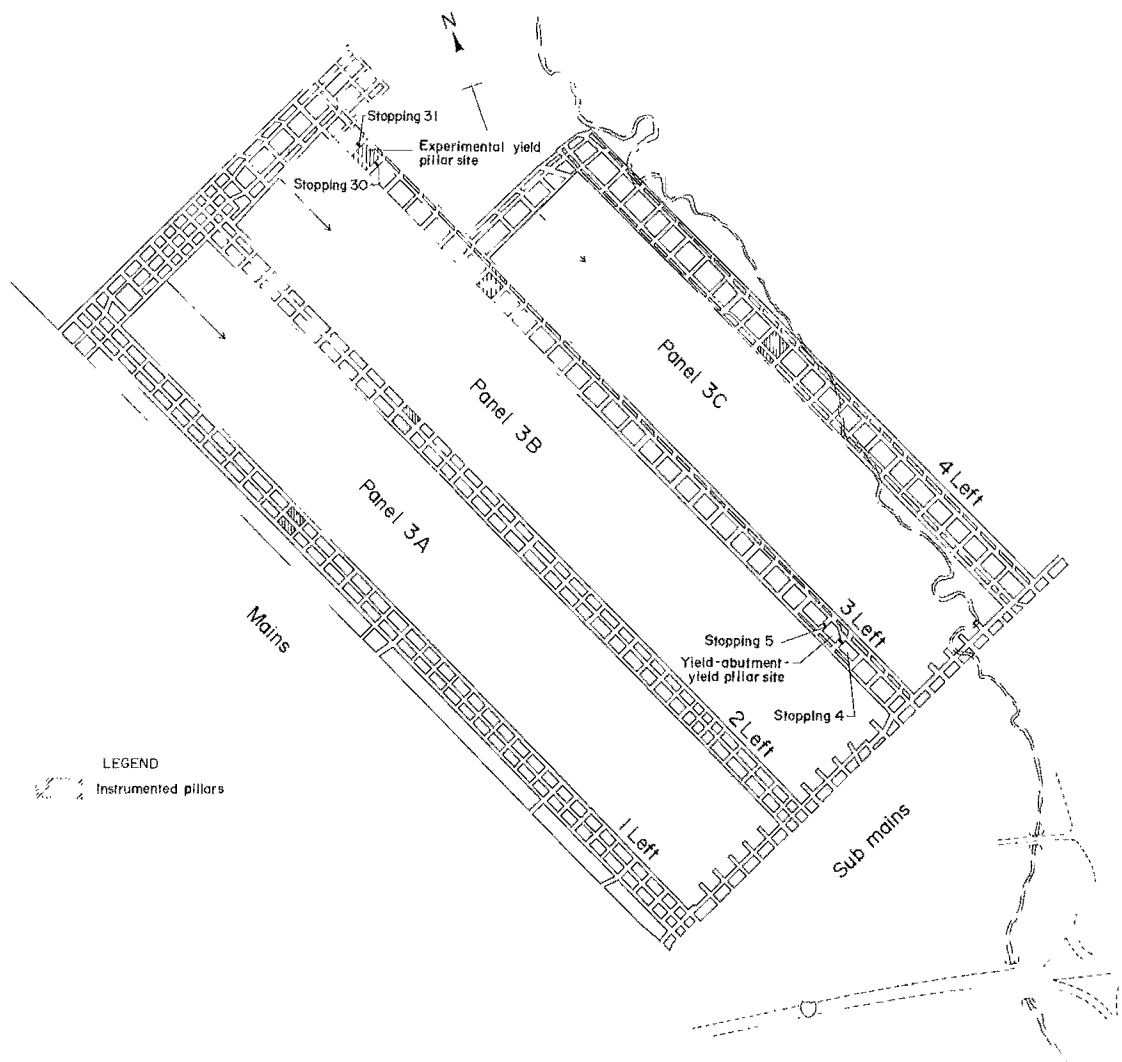 N
Stopping 31
Experimental yield
pillar site
Stopping 30
Panel 3C
Panel 3B
Panel 3A
4 Left
3 Left
Stopping 5
Yield-abutment
yield pillar site
Stopping 4
Mains
2 Left
LEGEND
Instrumented pillars
1 Left
Sub mains